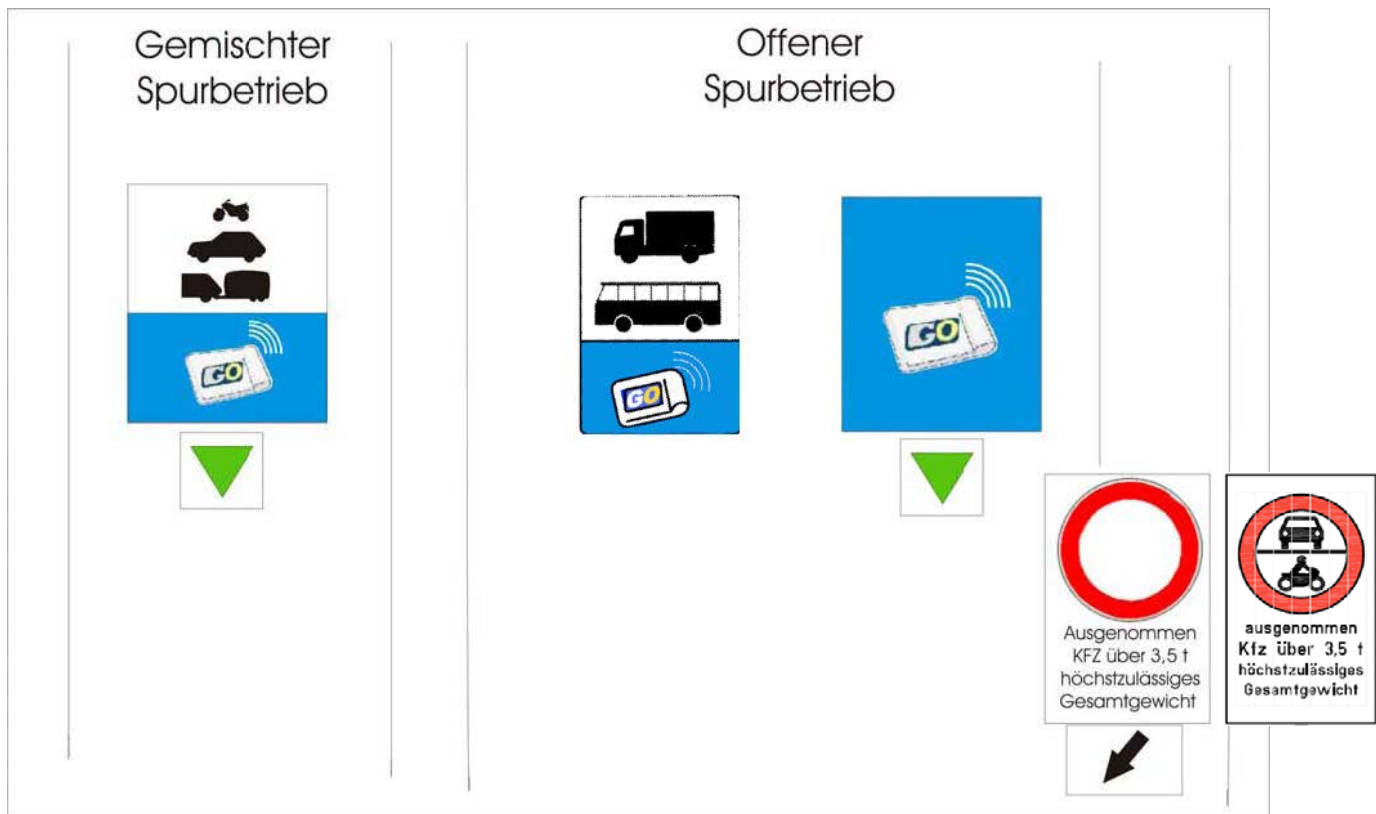 Gemischter
Spurbetrieb
Offener
Spurbetrieb
GO
GO
GO
Ausgenommen
KFZ über 3,5 t
höchstzulässiges
Gesamtgewicht
ausgenommen
Kfz über 3,5 t
höchstzulässiges
Gesamtgewicht